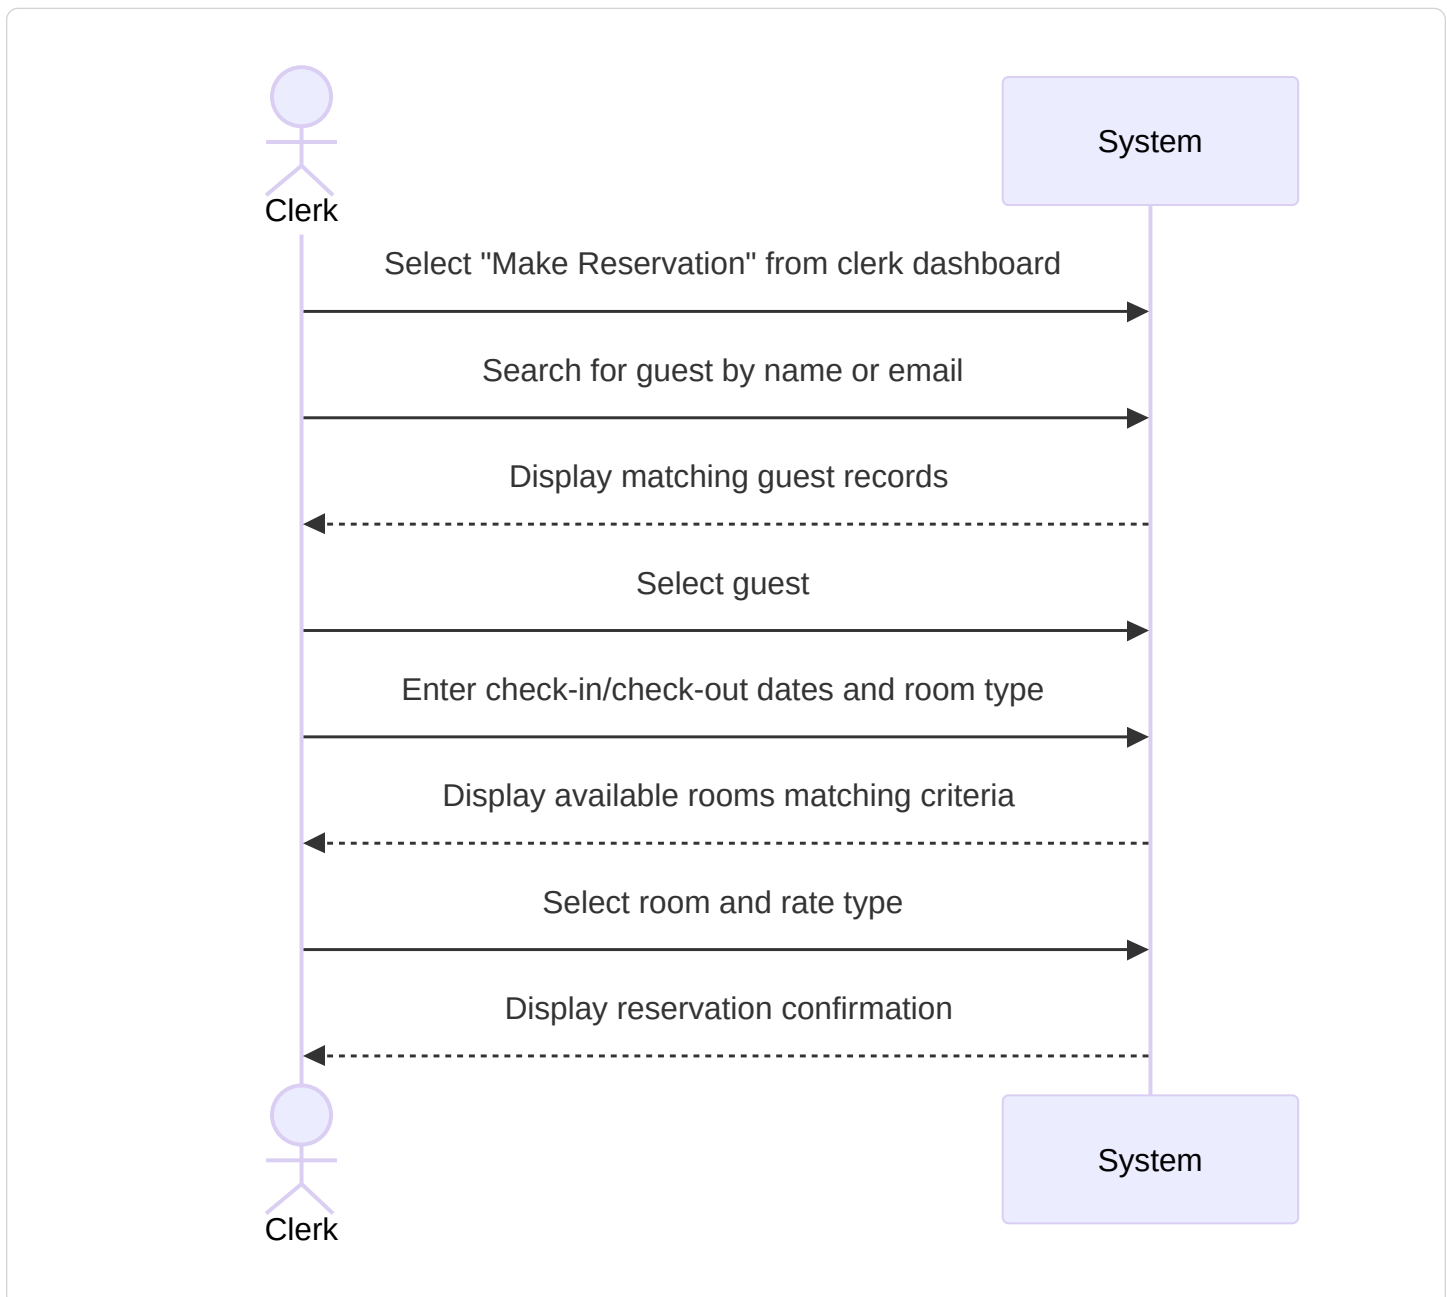 Clerk
System
Select "Make Reservation" from clerk dashboard
Search for guest by name or email
Display matching guest records
Select guest
Enter check-in/check-out dates and room type
Display available rooms matching criteria
Select room and rate type
Display reservation confirmation
Clerk
System